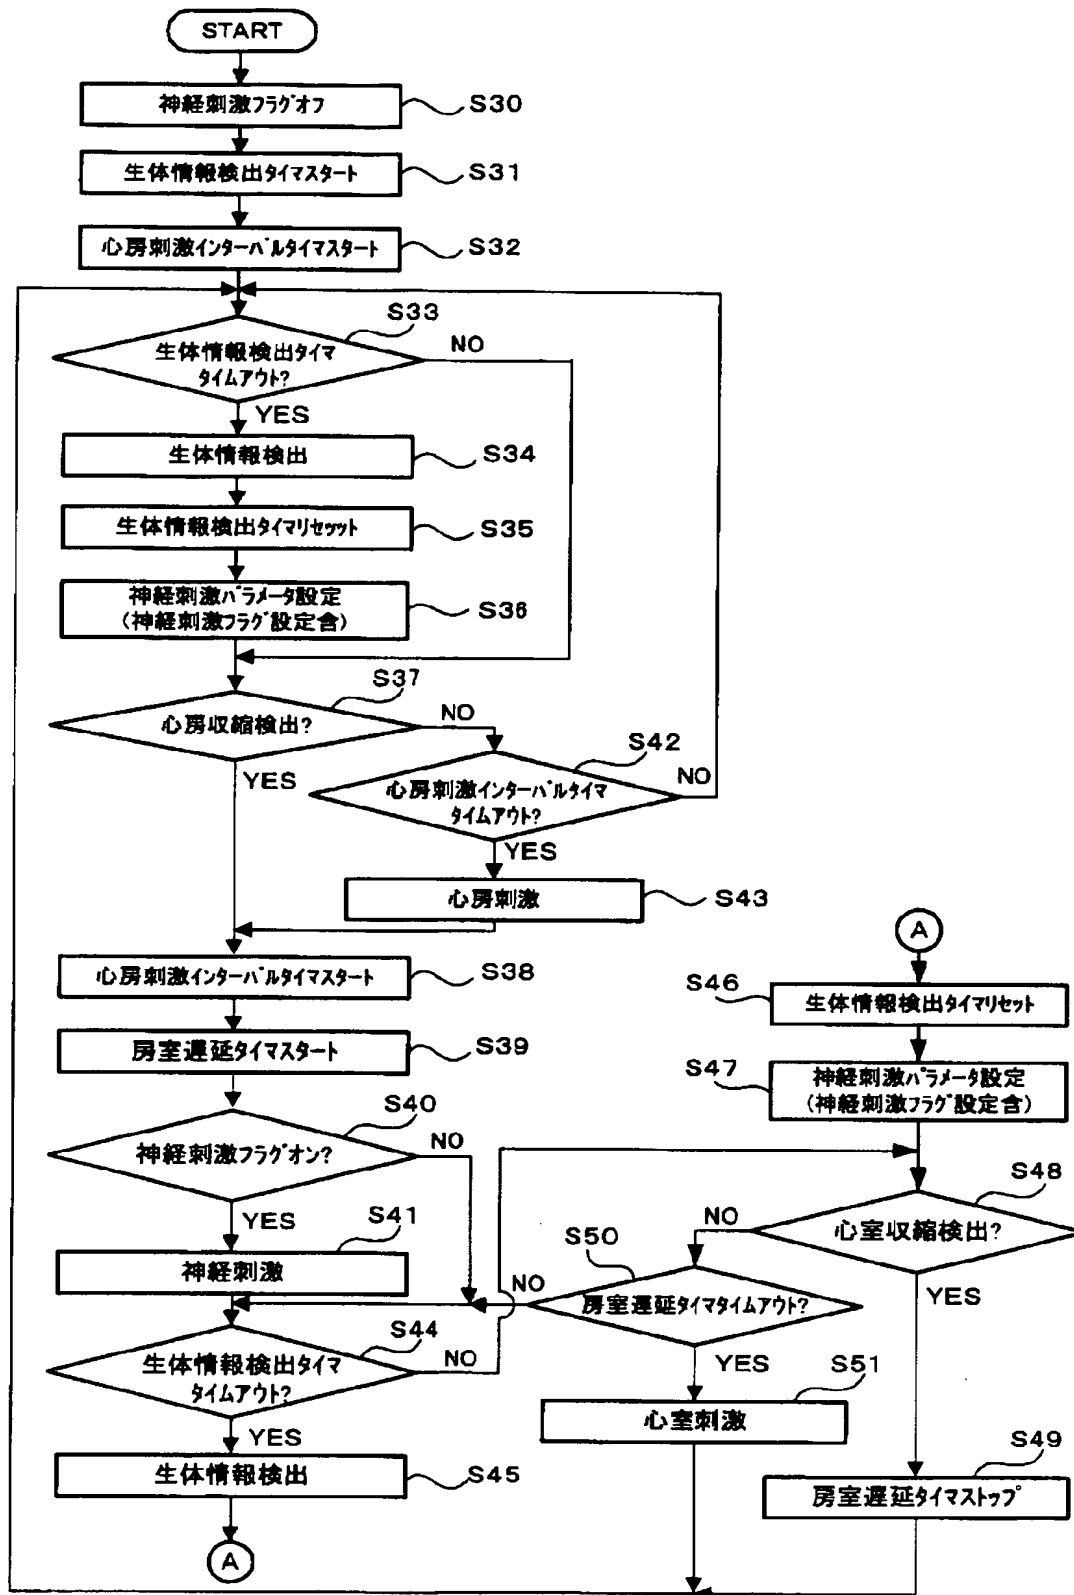 START
神経刺激フラグオフ
S30
生体情報検出タイマスタート
S31
心房刺激インターバルタイマスタート
S32
S33
生体情報検出タイマ
タイムアウト?
NO
YES
生体情報検出
S34
生体情報検出タイマリセッット
S35
神経刺激パラメータ設定
(神経刺激フラグ設定含)
S36
S37
心房収縮検出?
NO
YES
S42
心房刺激インターバルタイマ
タイムアウト?
NO
YES
心房刺激
S43
心房刺激インターバルタイマスタート
S38
房室遅延タイマスタート
S39
S40
神経刺激フラグオン?
NO
YES
S41
神経刺激
S44
生体情報検出タイマ
タイムアウト?
NO
YES
生体情報検出
S45
A
A
S46
生体情報検出タイマリセット
S47
神経刺激パラメータ設定
(神経刺激フラグ設定含)
S48
心室収縮検出?
NO
YES
S50
房室遅延タイマタイムアウト?
NO
YES
S51
心室刺激
S49
房室遅延タイマストップ